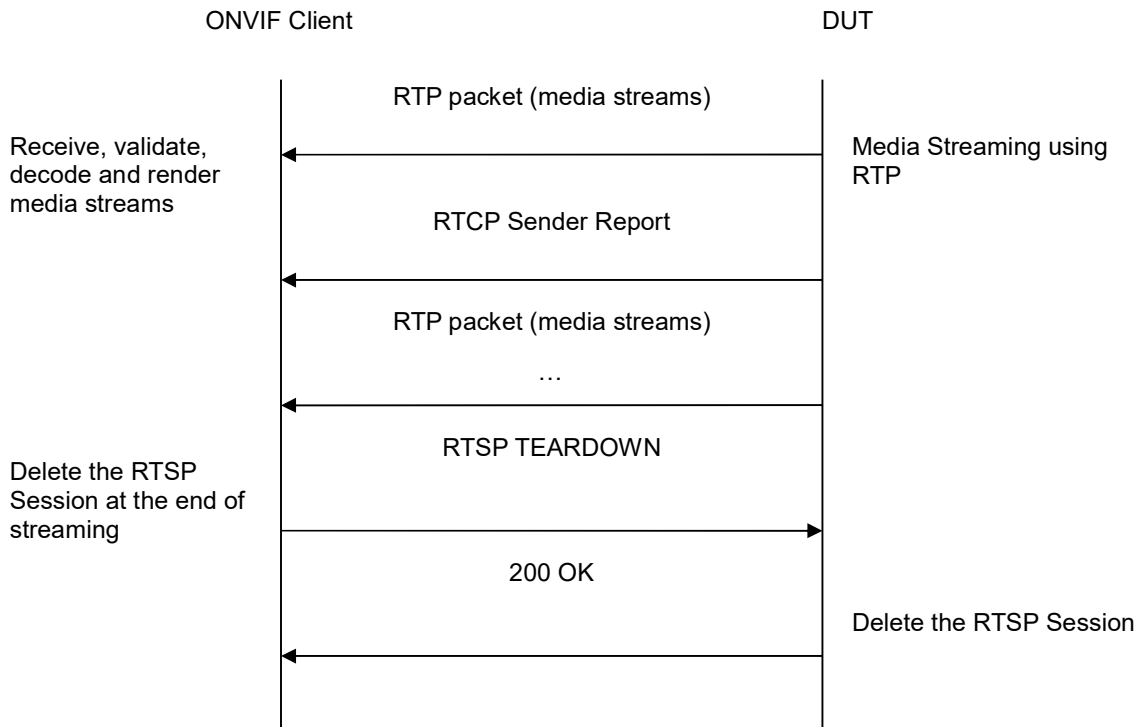 ONVIF Client
DUT
RTP packet (media streams)
Receive, validate,
decode and render
media streams
Media Streaming using
RTP
RTCP Sender Report
RTP packet (media streams)
…
RTSP TEARDOWN
Delete the RTSP
Session at the end of
streaming
200 OK
Delete the RTSP Session